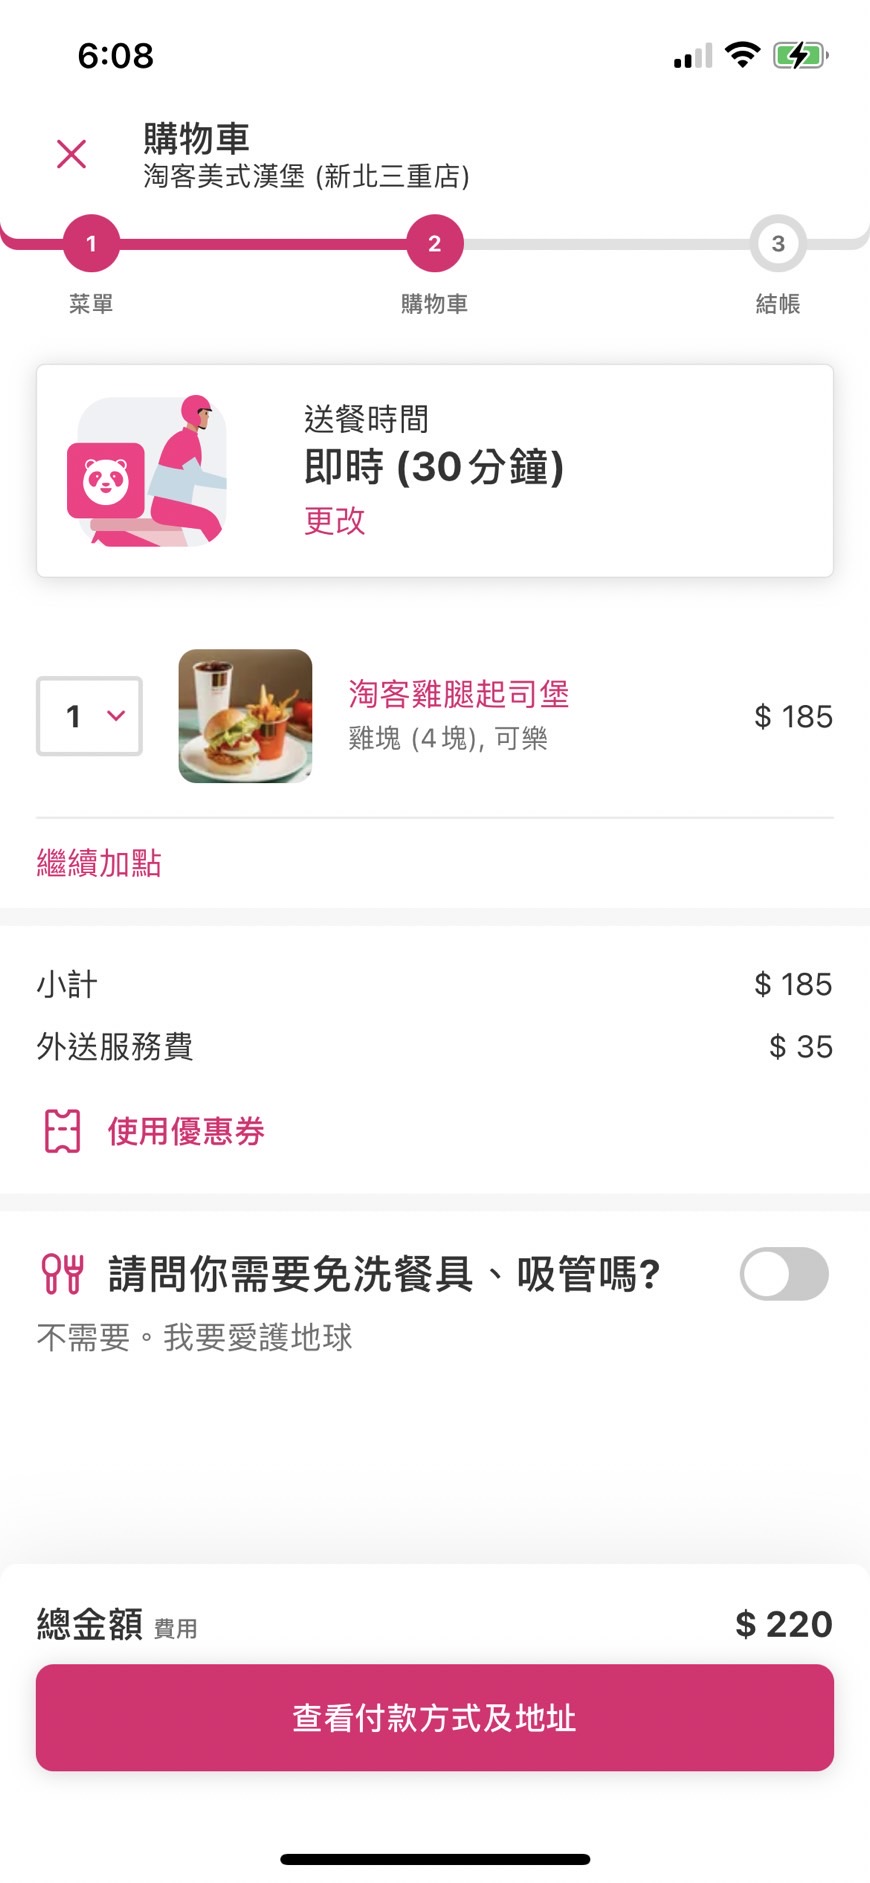 6:08
購物車
淘客美式漢堡 (新北三重店)
1
2
3
菜單
購物車
結帳
送餐時間
即時 (30 分鐘)
更改
1
淘客雞腿起司堡
$ 185
雞塊 (4 塊), 可樂
繼續加點
小計
$ 185
外送服務費
$ 35
使用優惠券
請問你需要免洗餐具、吸管嗎?
不需要。我要愛護地球
總金額 費用
$ 220
查看付款方式及地址